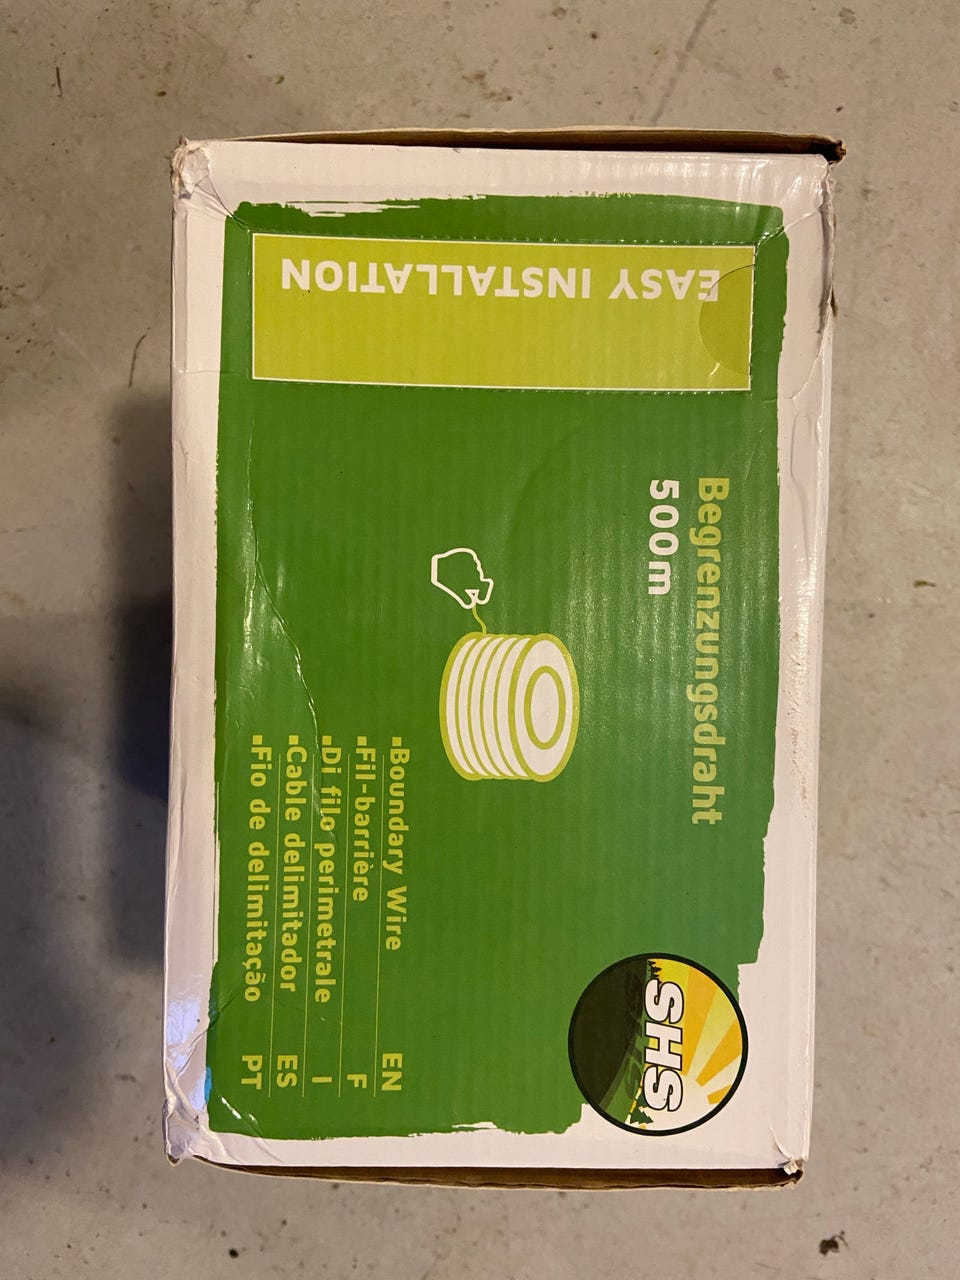 EASY INSTALLATION
Begrenzungsdraht
500m
SHS
▪Boundary Wire EN
▪Fil-barrière F
▪Di filo perimetrale I
▪Cable delimitador ES
▪Fio de delimitação PT